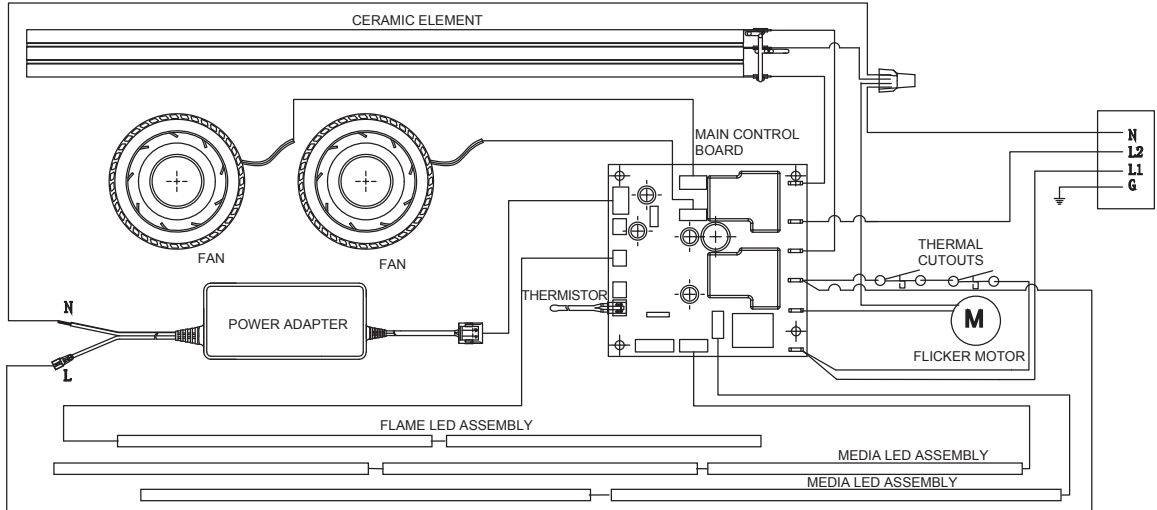 CERAMIC ELEMENT
MAIN CONTROL
BOARD
N
L2
L1
G
FAN
FAN
THERMAL
CUTOUTS
THERMISTOR
N
POWER ADAPTER
L
M
FLICKER MOTOR
FLAME LED ASSEMBLY
MEDIA LED ASSEMBLY
MEDIA LED ASSEMBLY